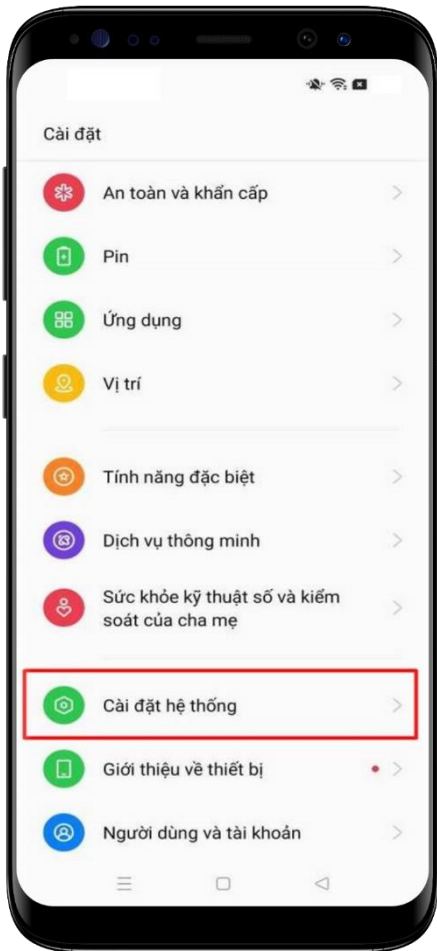 Cài đặt
An toàn và khẩn cấp
Pin
Ứng dụng
Vị trí
Tính năng đặc biệt
Dịch vụ thông minh
Sức khỏe kỹ thuật số và kiểm
soát của cha mẹ
Cài đặt hệ thống
Giới thiệu về thiết bị
Người dùng và tài khoản